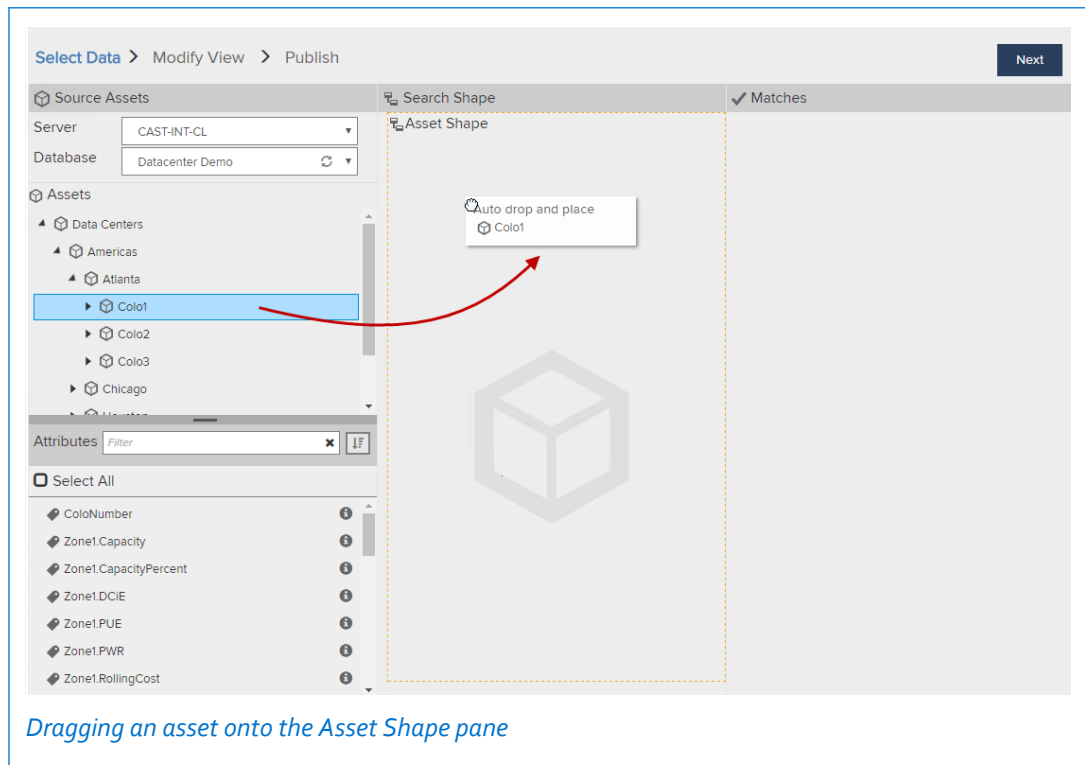 Select Data > Modify View > Publish
Next
Source Assets
Search Shape
Matches
Server
CAST-INT-CL
Database
Datacenter Demo
Asset Shape
Assets
Data Centers
Americas
Atlanta
Colo1
Colo2
Colo3
Chicago
Auto drop and place
Colo1
Attributes
Filter
Select All
ColoNumber
Zone1.Capacity
Zone1.CapacityPercent
Zone1.DCiE
Zone1.PUE
Zone1.PWR
Zone1.RollingCost
Dragging an asset onto the Asset Shape pane